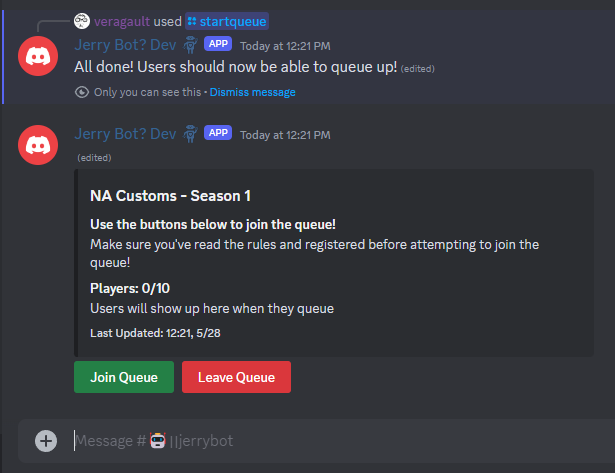 veragault used startqueue
Jerry Bot? Dev APP Today at 12:21 PM
All done! Users should now be able to queue up! (edited)
Only you can see this • Dismiss message
Jerry Bot? Dev APP Today at 12:21 PM
(edited)
NA Customs - Season 1
Use the buttons below to join the queue!
Make sure you've read the rules and registered before attempting to join the
queue!
Players: 0/10
Users will show up here when they queue
Last Updated: 12:21, 5/28
Join Queue Leave Queue
Message # ||jerrybot